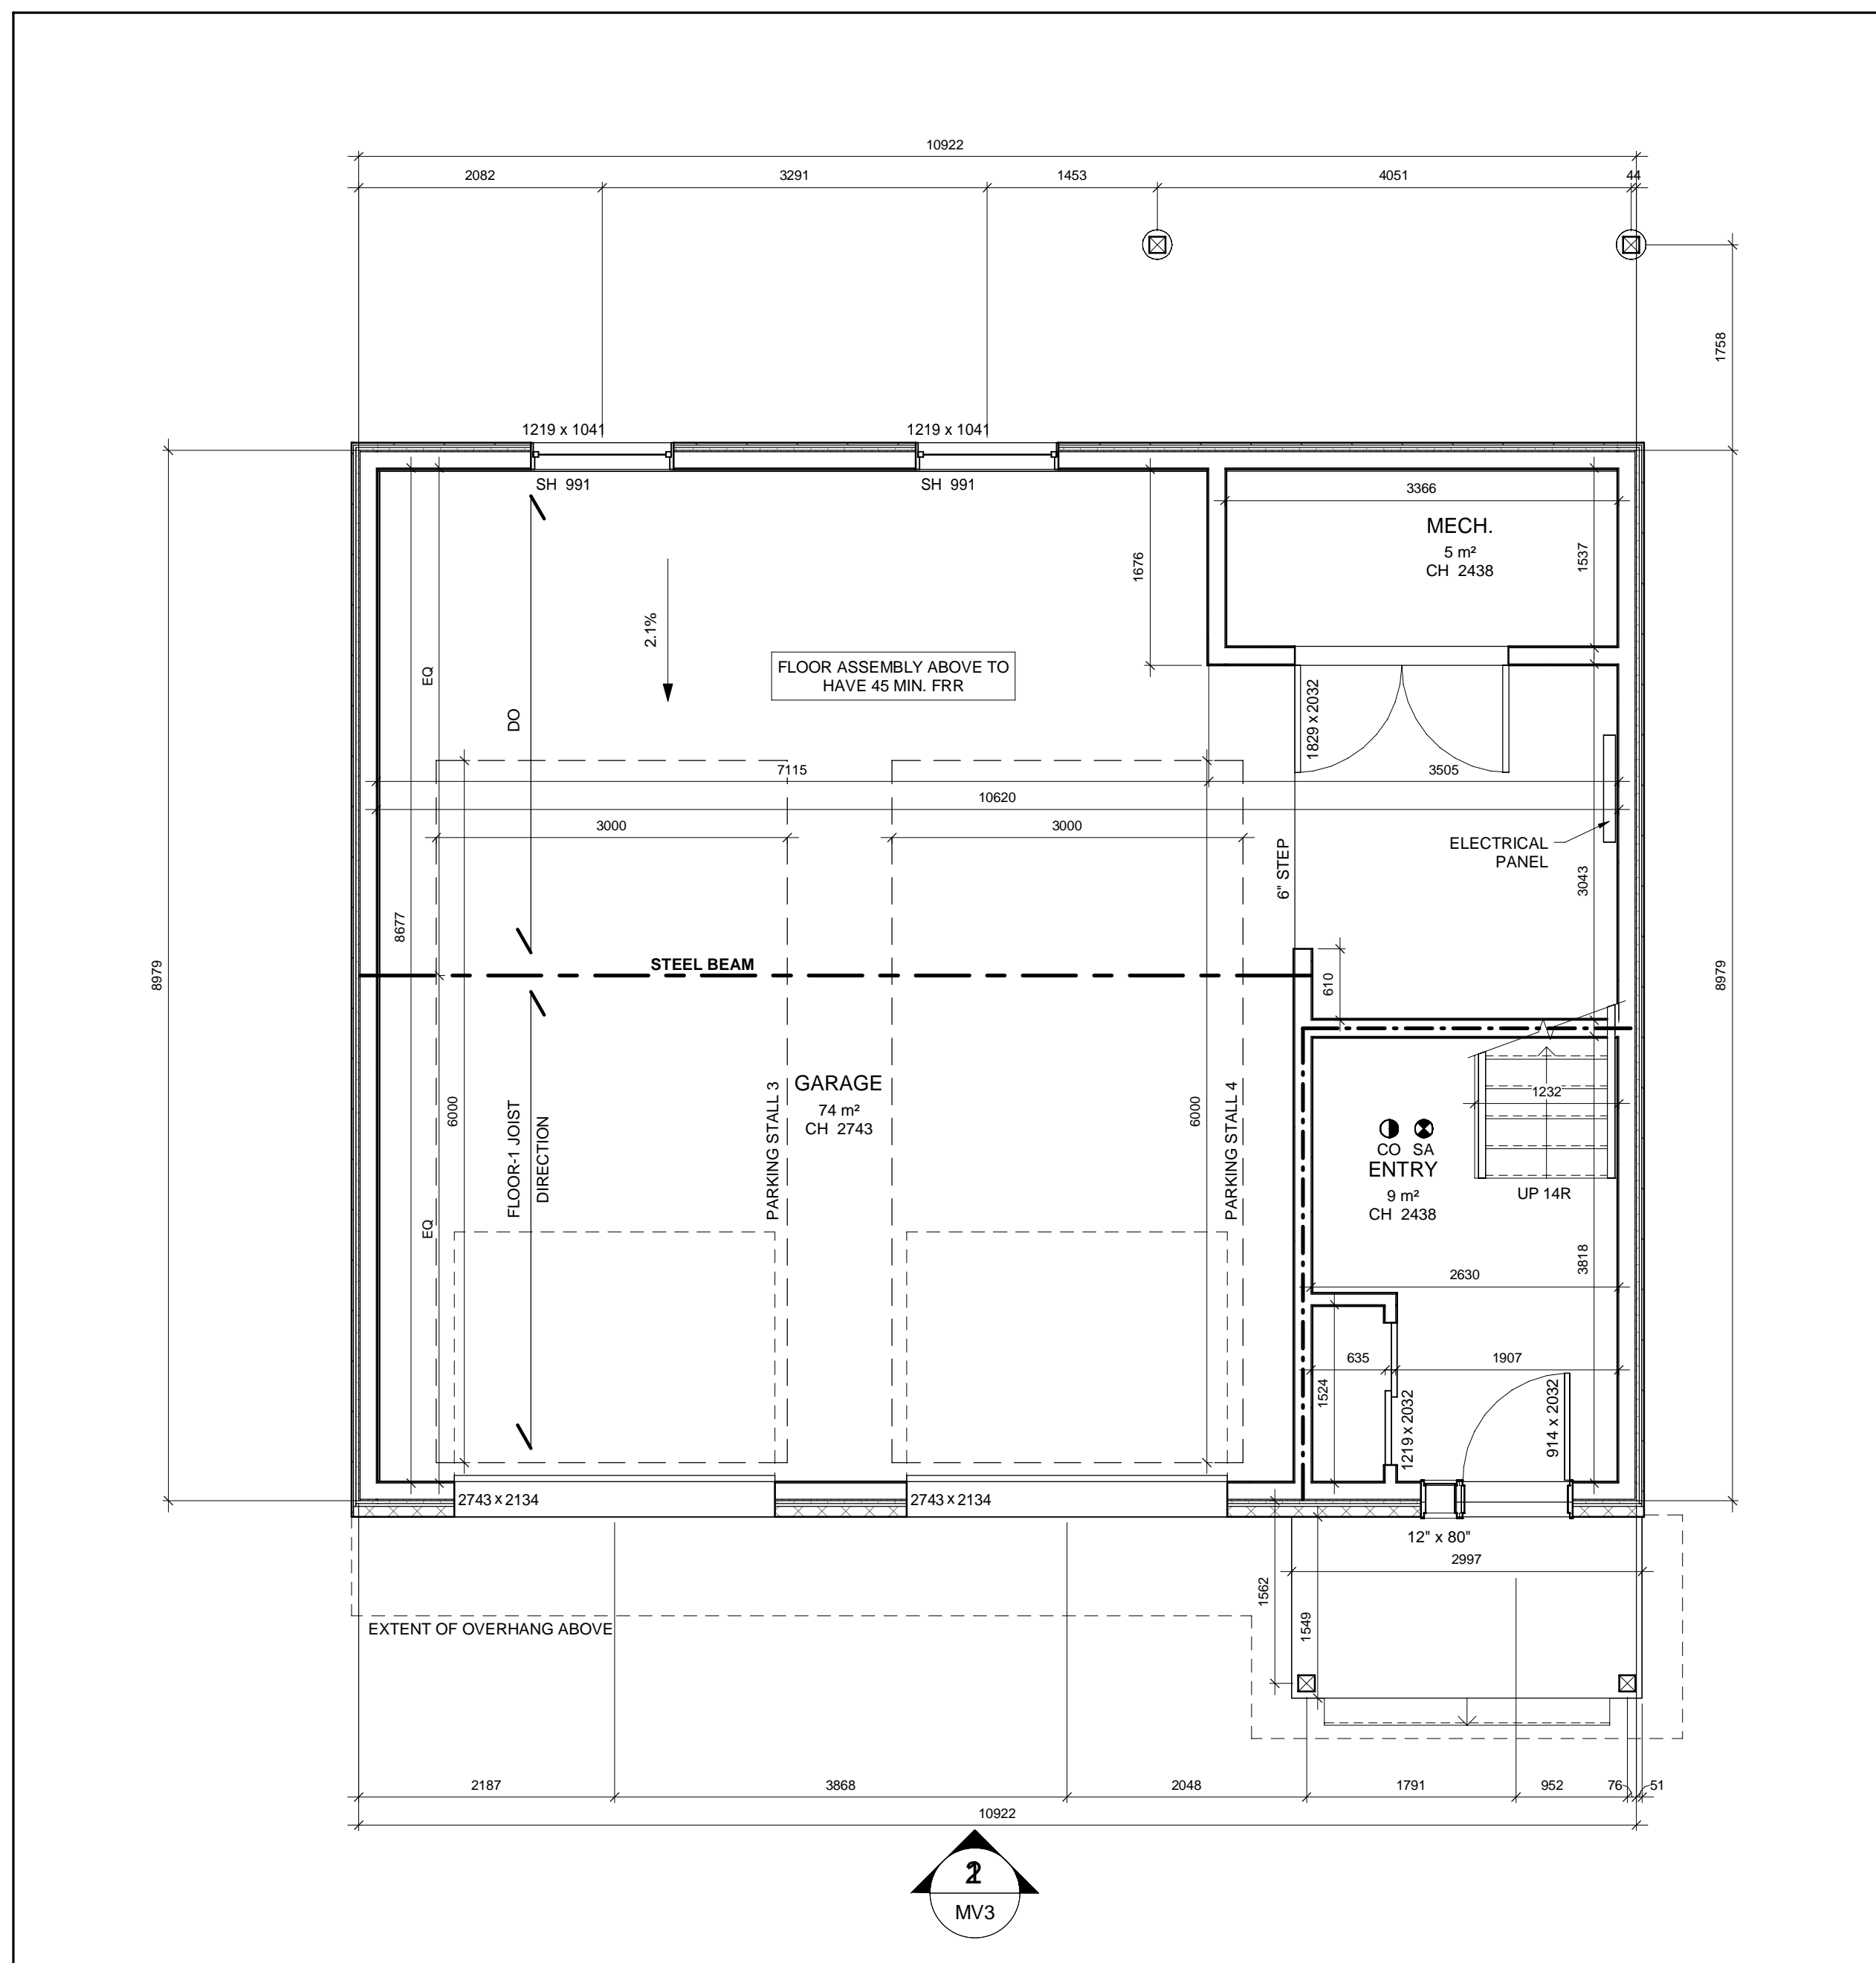 10922
2082
3291
1453
4051
44
1758
1219 x 1041
1219 x 1041
SH 991
SH 991
3366
MECH.
5 m²
CH 2438
1537
1676
2.1%
EQ
DO
FLOOR ASSEMBLY ABOVE TO
HAVE 45 MIN. FRR
1829 x 2032
7115
3505
10620
3000
3000
ELECTRICAL
PANEL
6" STEP
3043
8677
8979
8979
STEEL BEAM
610
GARAGE
74 m²
CH 2743
6000
FLOOR-1 JOIST
DIRECTION
PARKING STALL 3
6000
PARKING STALL 4
1232
CO SA
ENTRY
9 m²
CH 2438
UP 14R
EQ
3818
2630
635
1907
1524
1219 x 2032
914 x 2032
2743 x 2134
2743 x 2134
12" x 80"
2997
1562
1549
EXTENT OF OVERHANG ABOVE
2187
3868
2048
1791
952
76
51
10922
MV3